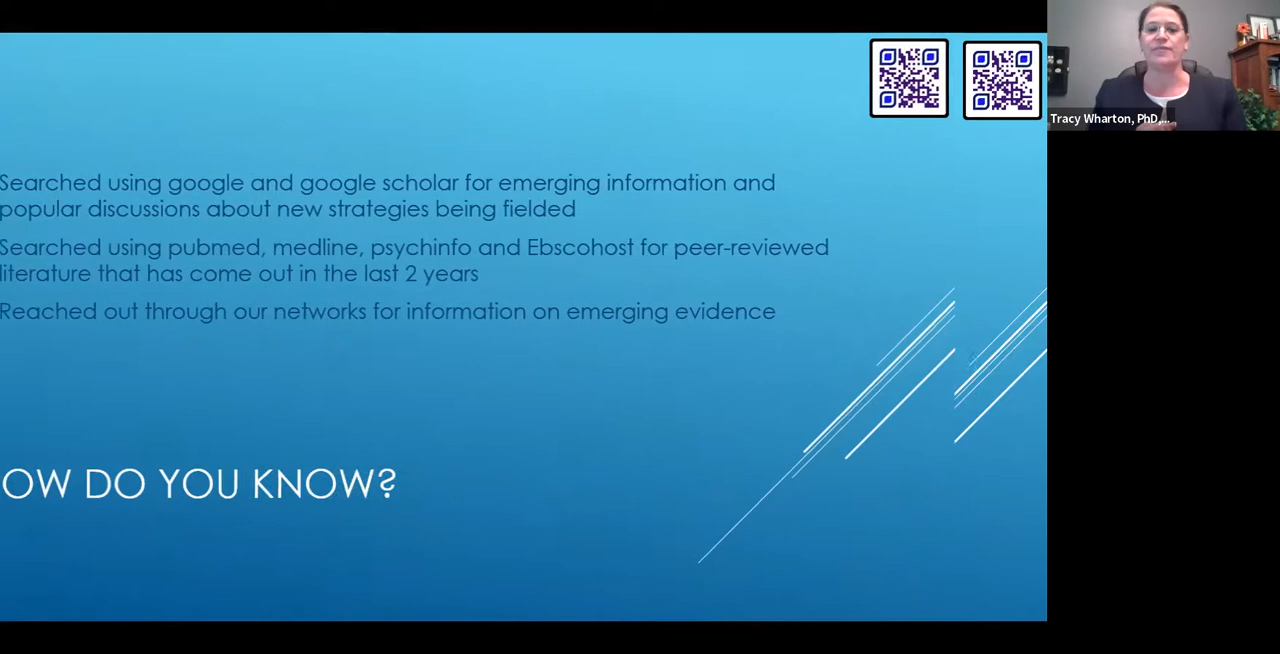 Searched using google and google scholar for emerging information and
popular discussions about new strategies being fielded
Searched using pubmed, medline, psychinfo and Ebscohost for peer-reviewed
literature that has come out in the last 2 years
Reached out through our networks for information on emerging evidence
OW DO YOU KNOW?
Tracy Wharton, PhD,...